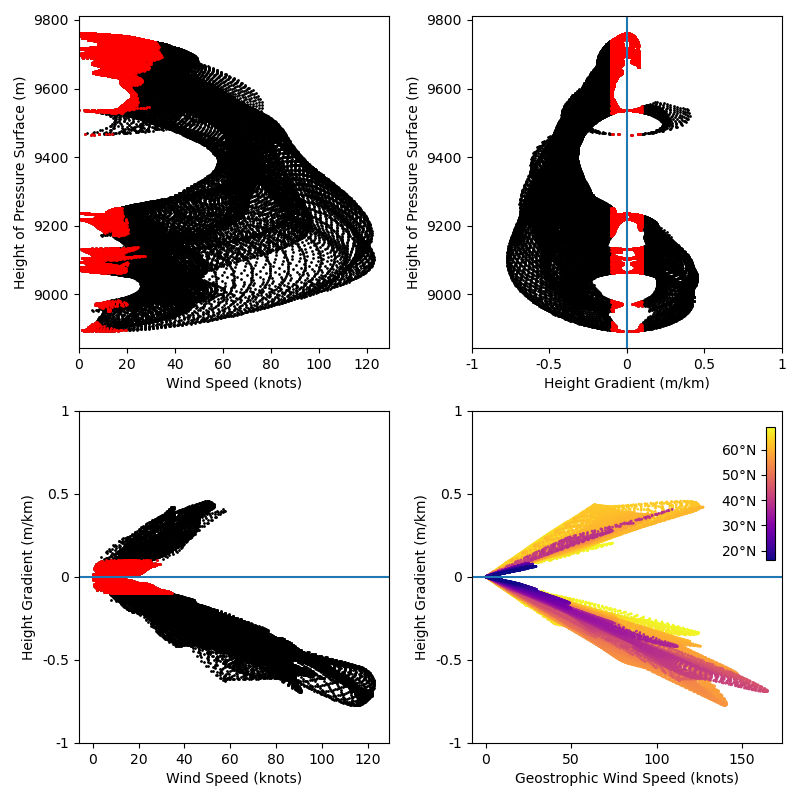 9800
9600
9400
9200
9000
Height of Pressure Surface (m)
0 20 40 60 80 100 120
Wind Speed (knots)
9800
9600
9400
9200
9000
Height of Pressure Surface (m)
-1 -0.5 0 0.5 1
Height Gradient (m/km)
1
0.5
0
-0.5
-1
Height Gradient (m/km)
0 20 40 60 80 100 120
Wind Speed (knots)
1
0.5
0
-0.5
-1
Height Gradient (m/km)
60°N
50°N
40°N
30°N
20°N
0 50 100 150
Geostrophic Wind Speed (knots)